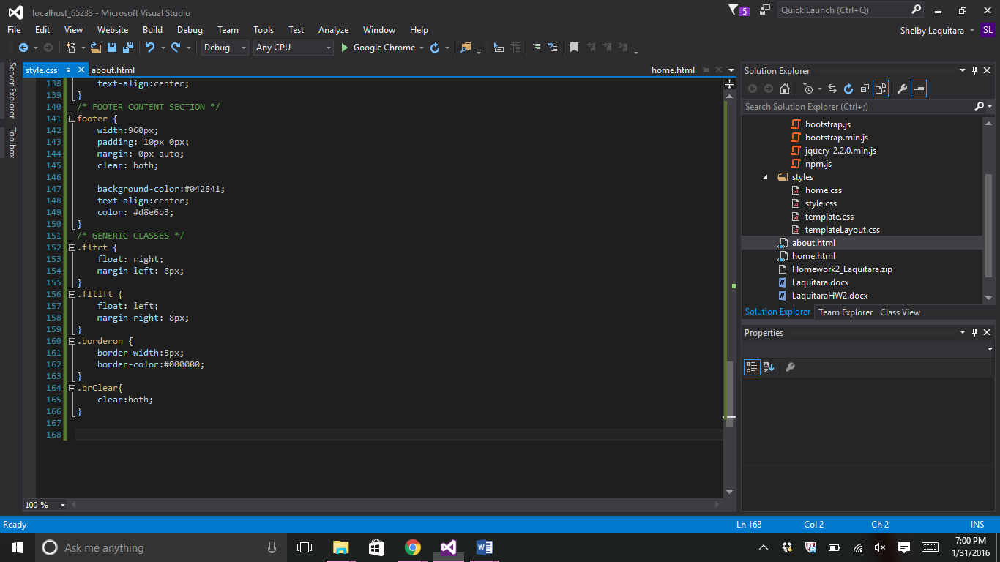 localhost_65233 - Microsoft Visual Studio
5
Quick Launch (Ctrl+Q)
File Edit View Website Build Debug Team Tools Test Analyze Window Help
Shelby Laquitara SL
Debug Any CPU Google Chrome
Server Explorer
Toolbox
style.css about.html home.html
138 text-align:center;
139 }
140 /* FOOTER CONTENT SECTION */
141 footer {
142 width:960px;
143 padding: 10px 0px;
144 margin: 0px auto;
145 clear: both;
146
147 background-color:#042841;
148 text-align:center;
149 color: #d8e6b3;
150 }
151 /* GENERIC CLASSES */
152 .fltrt {
153 float: right;
154 margin-left: 8px;
155 }
156 .fltlft {
157 float: left;
158 margin-right: 8px;
159 }
160 .borderon {
161 border-width:5px;
162 border-color:#000000;
163 }
164 .brClear{
165 clear:both;
166 }
167
168
100 %
Solution Explorer
Search Solution Explorer (Ctrl+;)
bootstrap.js
bootstrap.min.js
jquery-2.2.0.min.js
npm.js
styles
home.css
style.css
template.css
templateLayout.css
about.html
home.html
Homework2_Laquitara.zip
Laquitara.docx
LaquitaraHW2.docx
Solution Explorer Team Explorer Class View
Properties
Ready Ln 168 Col 2 Ch 2 INS
Ask me anything
7:00 PM
1/31/2016